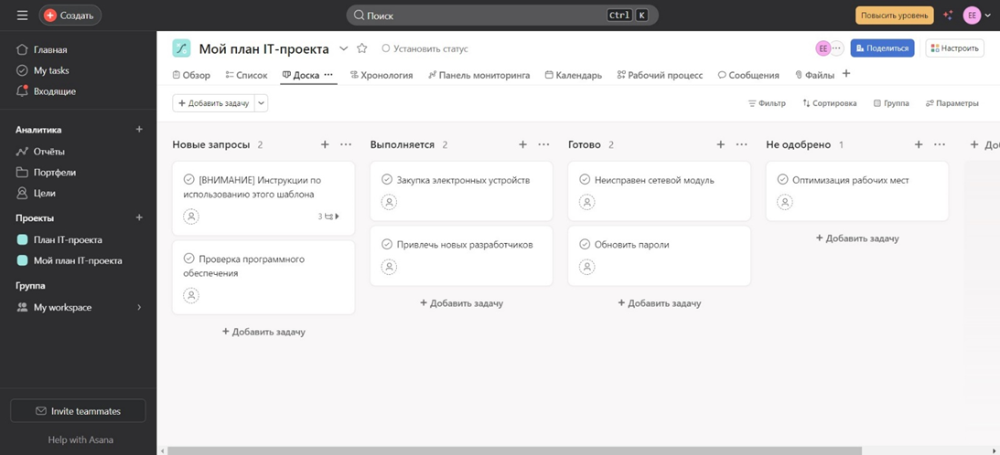 Создать
Поиск
Ctrl K
Повысить уровень
EE
Главная
My tasks
Входящие
Аналитика
Отчёты
Портфели
Цели
Проекты
План IT-проекта
Мой план IT-проекта
Группа
My workspace
Invite teammates
Help with Asana
Мой план IT-проекта
Установить статус
EE
Поделиться
Настроить
Обзор
Список
Доска
Хронология
Панель мониторинга
Календарь
Рабочий процесс
Сообщения
Файлы
+ Добавить задачу
Фильтр
Сортировка
Группа
Параметры
Новые запросы 2
[ВНИМАНИЕ] Инструкции по
использованию этого шаблона
3
Проверка программного
обеспечения
+ Добавить задачу
Выполняется 2
Закупка электронных устройств
Привлечь новых разработчиков
+ Добавить задачу
Готово 2
Неисправен сетевой модуль
Обновить пароли
+ Добавить задачу
Не одобрено 1
Оптимизация рабочих мест
+ Добавить задачу
+ До